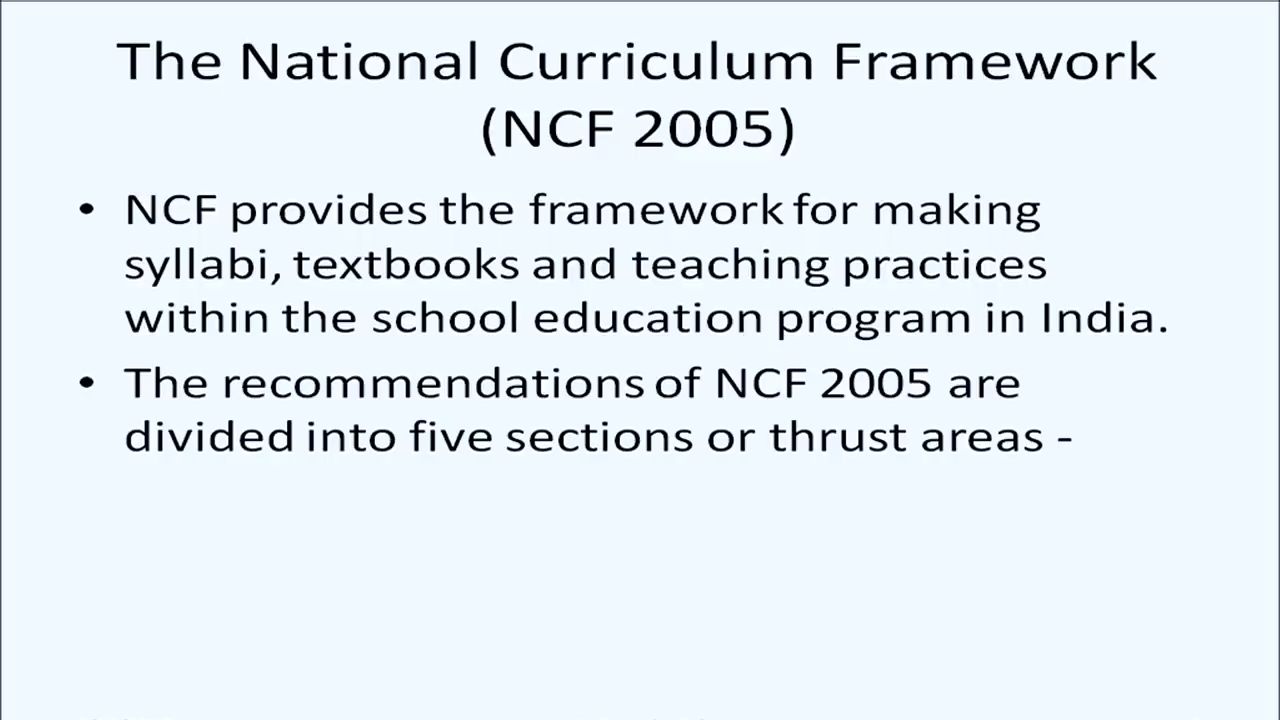 The National Curriculum Framework
(NCF 2005)
• NCF provides the framework for making
syllabi, textbooks and teaching practices
within the school education program in India.
• The recommendations of NCF 2005 are
divided into five sections or thrust areas -